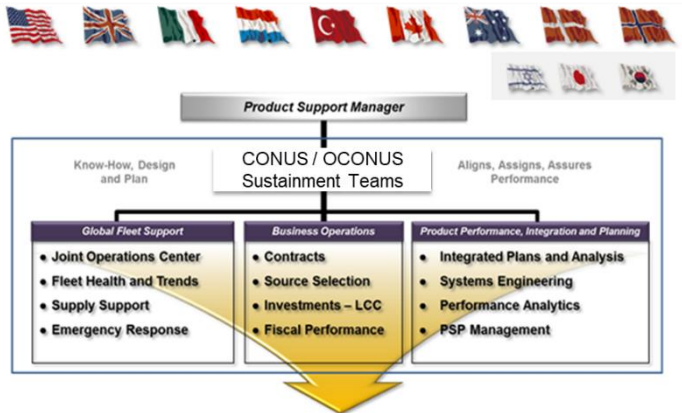 Product Support Manager
Know-How, Design
and Plan
CONUS / OCONUS
Sustainment Teams
Aligns, Assigns, Assures
Performance
Global Fleet Support
• Joint Operations Center
• Fleet Health and Trends
• Supply Support
• Emergency Response
Business Operations
• Contracts
• Source Selection
• Investments – LCC
• Fiscal Performance
Product Performance, Integration and Planning
• Integrated Plans and Analysis
• Systems Engineering
• Performance Analytics
• PSP Management